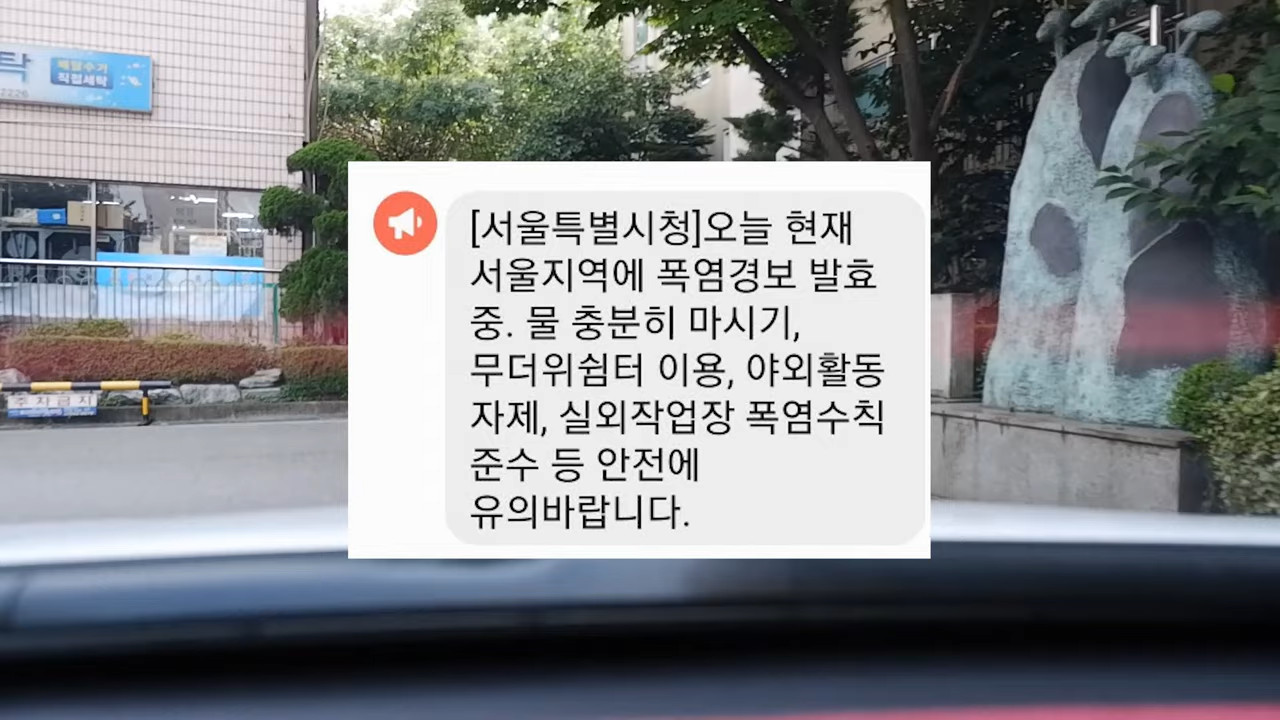 탁
직접세탁
2226
[서울특별시청]오늘 현재
서울지역에 폭염경보 발효
중. 물 충분히 마시기,
무더위쉼터 이용, 야외활동
자제, 실외작업장 폭염수칙
준수 등 안전에
유의바랍니다.